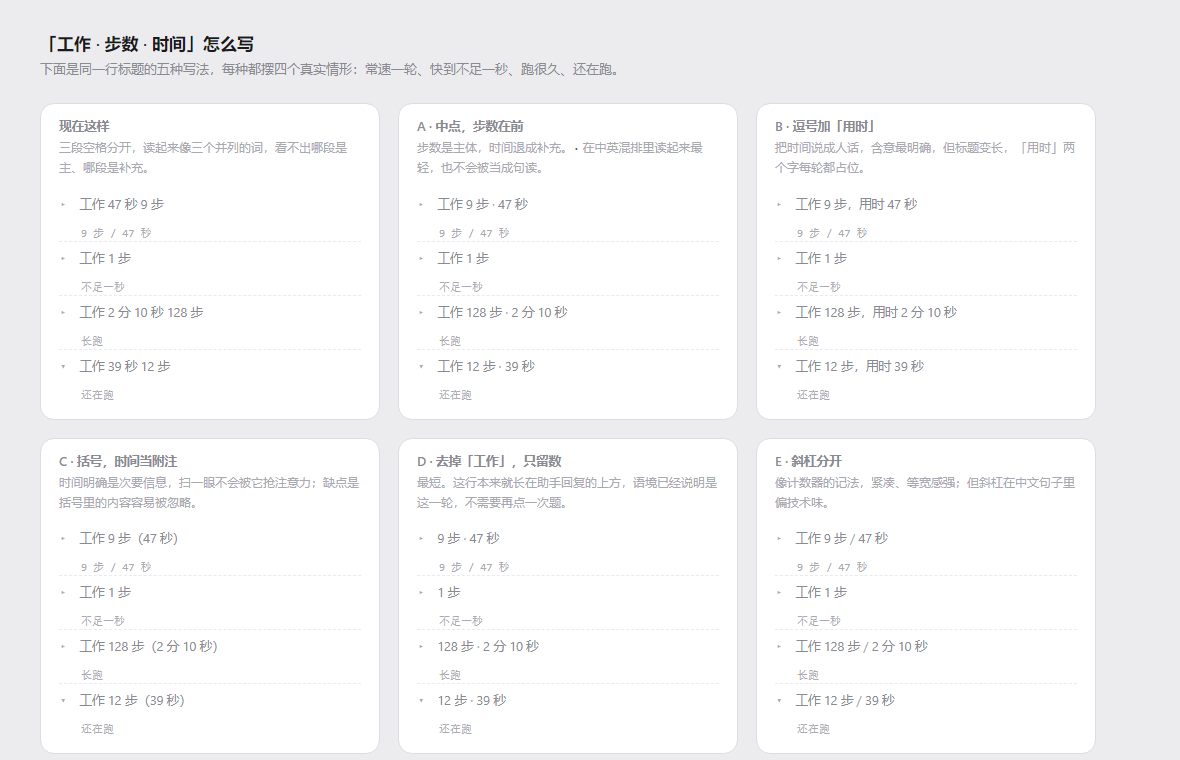 「工作 · 步数 · 时间」怎么写
下面是同一行标题的五种写法，每种都摆四个真实情形：常速一轮、快到不足一秒、跑很久、还在跑。
现在这样
三段空格分开，读起来像三个并列的词，看不出哪段是
主、哪段是补充。
工作 47 秒 9 步
9 步 / 47 秒
工作 1 步
不足一秒
工作 2 分 10 秒 128 步
长跑
工作 39 秒 12 步
还在跑
A · 中点，步数在前
步数是主体，时间退成补充。· 在中英混排里读起来最
轻，也不会被当成句读。
工作 9 步 · 47 秒
9 步 / 47 秒
工作 1 步
不足一秒
工作 128 步 · 2 分 10 秒
长跑
工作 12 步 · 39 秒
还在跑
B · 逗号加「用时」
把时间说成人话，含意最明确，但标题变长，「用时」两
个字每轮都占位。
工作 9 步，用时 47 秒
9 步 / 47 秒
工作 1 步
不足一秒
工作 128 步，用时 2 分 10 秒
长跑
工作 12 步，用时 39 秒
还在跑
C · 括号，时间当附注
时间明确是次要信息，扫一眼不会被它抢注意力；缺点是
括号里的内容容易被忽略。
工作 9 步（47 秒）
9 步 / 47 秒
工作 1 步
不足一秒
工作 128 步（2 分 10 秒）
长跑
工作 12 步（39 秒）
还在跑
D · 去掉「工作」，只留数
最短。这行本来就长在助手回复的上方，语境已经说明是
这一轮，不需要再点一次题。
9 步 · 47 秒
9 步 / 47 秒
1 步
不足一秒
128 步 · 2 分 10 秒
长跑
12 步 · 39 秒
还在跑
E · 斜杠分开
像计数器的记法，紧凑、等宽感强；但斜杠在中文句子里
偏技术味。
工作 9 步 / 47 秒
9 步 / 47 秒
工作 1 步
不足一秒
工作 128 步 / 2 分 10 秒
长跑
工作 12 步 / 39 秒
还在跑